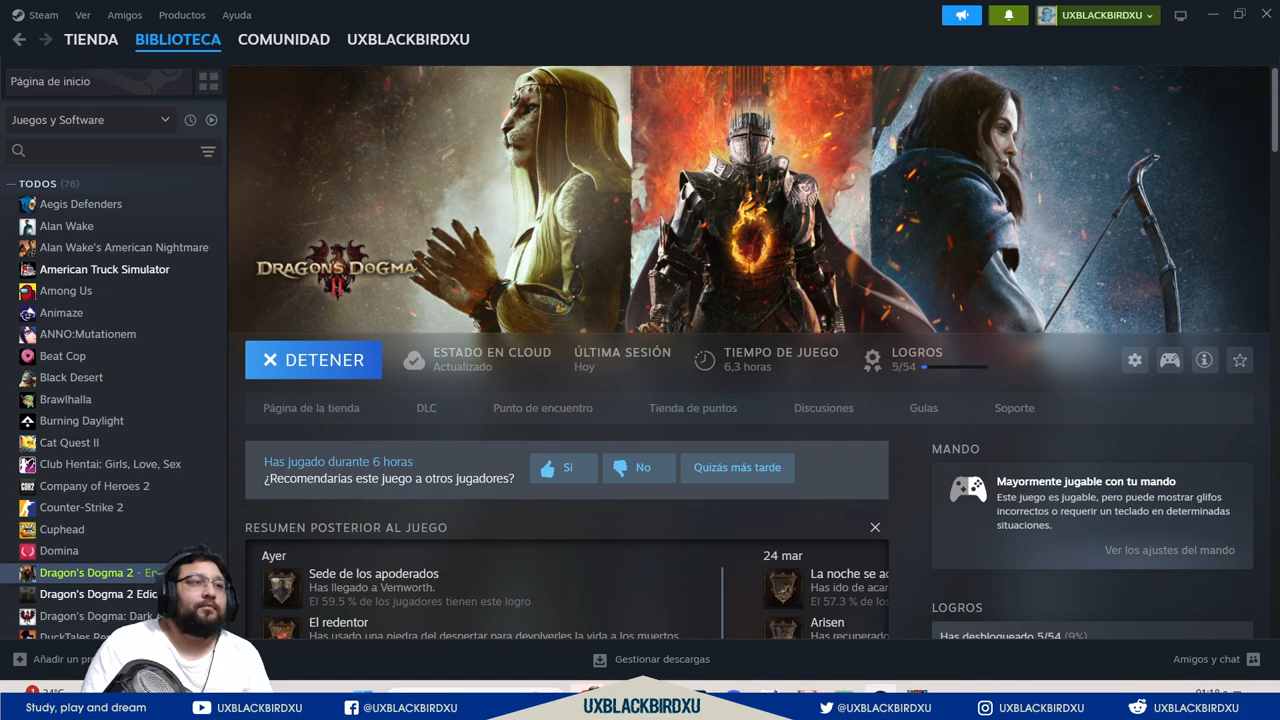 Steam Ver Amigos Productos Ayuda
UXBLACKBIRDXU
TIENDA BIBLIOTECA COMUNIDAD UXBLACKBIRDXU
Página de inicio
Juegos y Software
TODOS (76)
Aegis Defenders
Alan Wake
Alan Wake's American Nightmare
American Truck Simulator
Among Us
Animaze
ANNO:Mutationem
Beat Cop
Black Desert
Brawlhalla
Burning Daylight
Cat Quest II
Club Hentai: Girls, Love, Sex
Company of Heroes 2
Counter-Strike 2
Cuphead
Domina
Dragon's Dogma 2 -
Dragon's Dogma 2
Dragon's Dogma:
DuckTales
Añadir un
DRAGON'S DOGMA
II
DETENER
ESTADO EN CLOUD
Actualizado
ÚLTIMA SESIÓN
Hoy
TIEMPO DE JUEGO
6,3 horas
LOGROS
5/54
Página de la tienda DLC Punto de encuentro Tienda de puntos Discusiones Guías Soporte
Has jugado durante 6 horas
¿Recomendarías este juego a otros jugadores?
Sí No Quizás más tarde
RESUMEN POSTERIOR AL JUEGO
Ayer
Sede de los apoderados
Has llegado a Vernworth.
El 59.5 % de los jugadores tienen este logro
El redentor
Has usado una piedra del despertar para devolverles la vida a los muertos
24 mar
La noche se
Has ido de
El 57.3 % de los
Arisen
Has recuperado
MANDO
Mayormente jugable con tu mando
Este juego es jugable, pero puede mostrar glifos
incorrectos o requerir un teclado en determinadas
situaciones.
Ver los ajustes del mando
LOGROS
Has desbloqueado 5/54 (9%)
Gestionar descargas
Amigos y chat
24°C
01:18
Study, play and dream
UXBLACKBIRDXU
@UXBLACKBIRDXU
UXBLACKBIRDXU
@UXBLACKBIRDXU
UXBLACKBIRDXU
UXBLACKBIRDXU